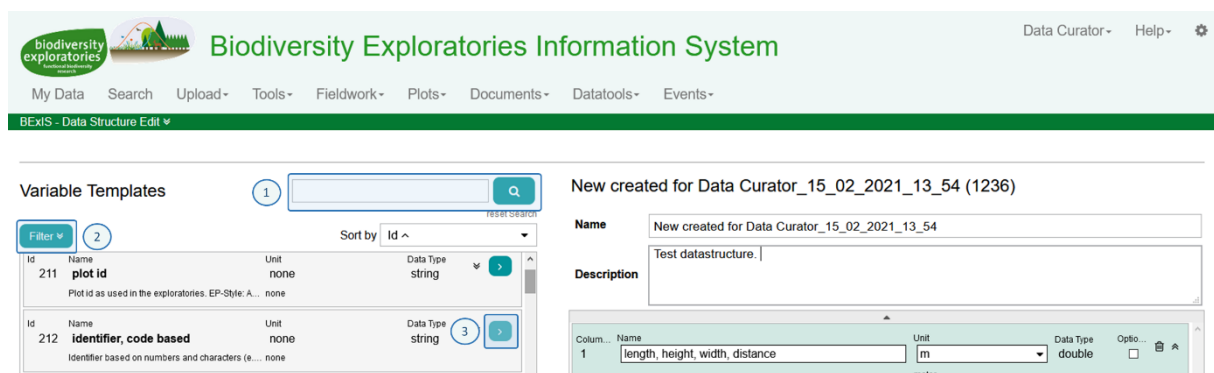 biodiversity
exploratories
functional biodiversity
research
Biodiversity Exploratories Information System
Data Curator
Help
My Data Search Upload Tools Fieldwork Plots Documents Datatools Events
BExIS - Data Structure Edit
Variable Templates
1
reset Search
Filter
2
Sort by Id
Id Name Unit Data Type
211 plot id none string
Plot id as used in the exploratories. EP-Style: A... none
Id Name Unit Data Type
212 identifier, code based none string
3
Identifier based on numbers and characters (e.... none
New created for Data Curator_15_02_2021_13_54 (1236)
Name New created for Data Curator_15_02_2021_13_54
Description Test datastructure.
Colum... Name Unit Data Type Optio...
1 length, height, width, distance m double